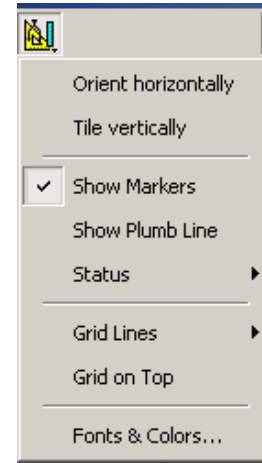 Orient horizontally
Tile vertically
Show Markers
Show Plumb Line
Status
Grid Lines
Grid on Top
Fonts & Colors...